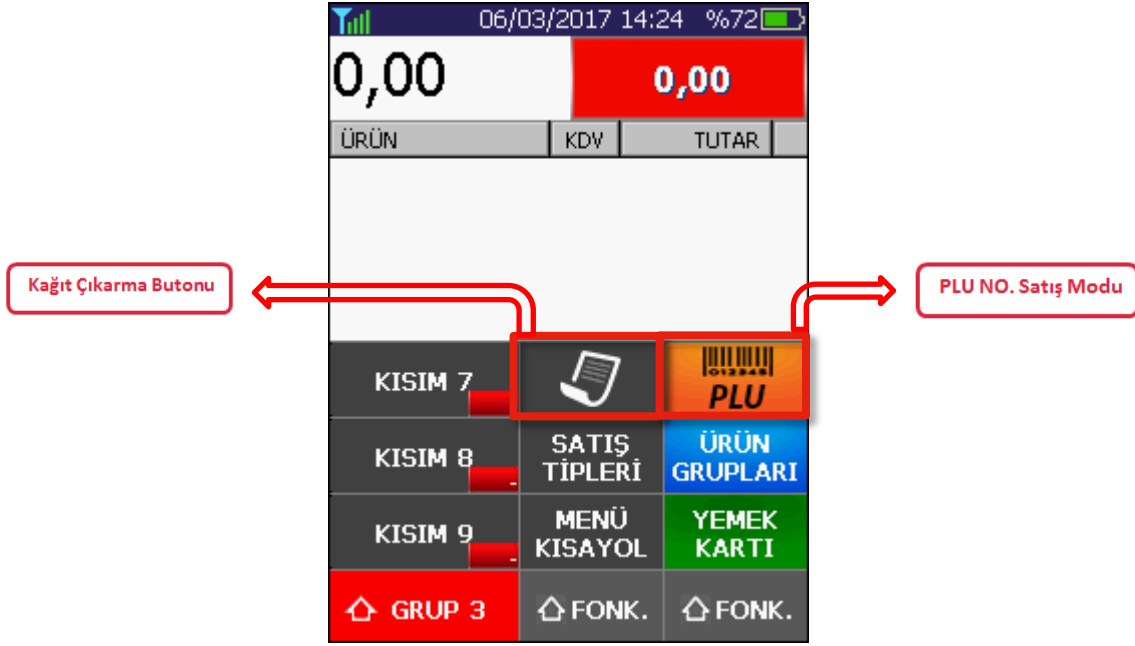 06/03/2017 14:24 %72
0,00
0,00
ÜRÜN KDV TUTAR
Kağıt Çıkarma Butonu
PLU NO. Satış Modu
KISIM 7
012345
PLU
KISIM 8
-
SATIŞ
TİPLERİ
ÜRÜN
GRUPLARI
KISIM 9
-
MENÜ
KISAYOL
YEMEK
KARTI
GRUP 3
FONK.
FONK.